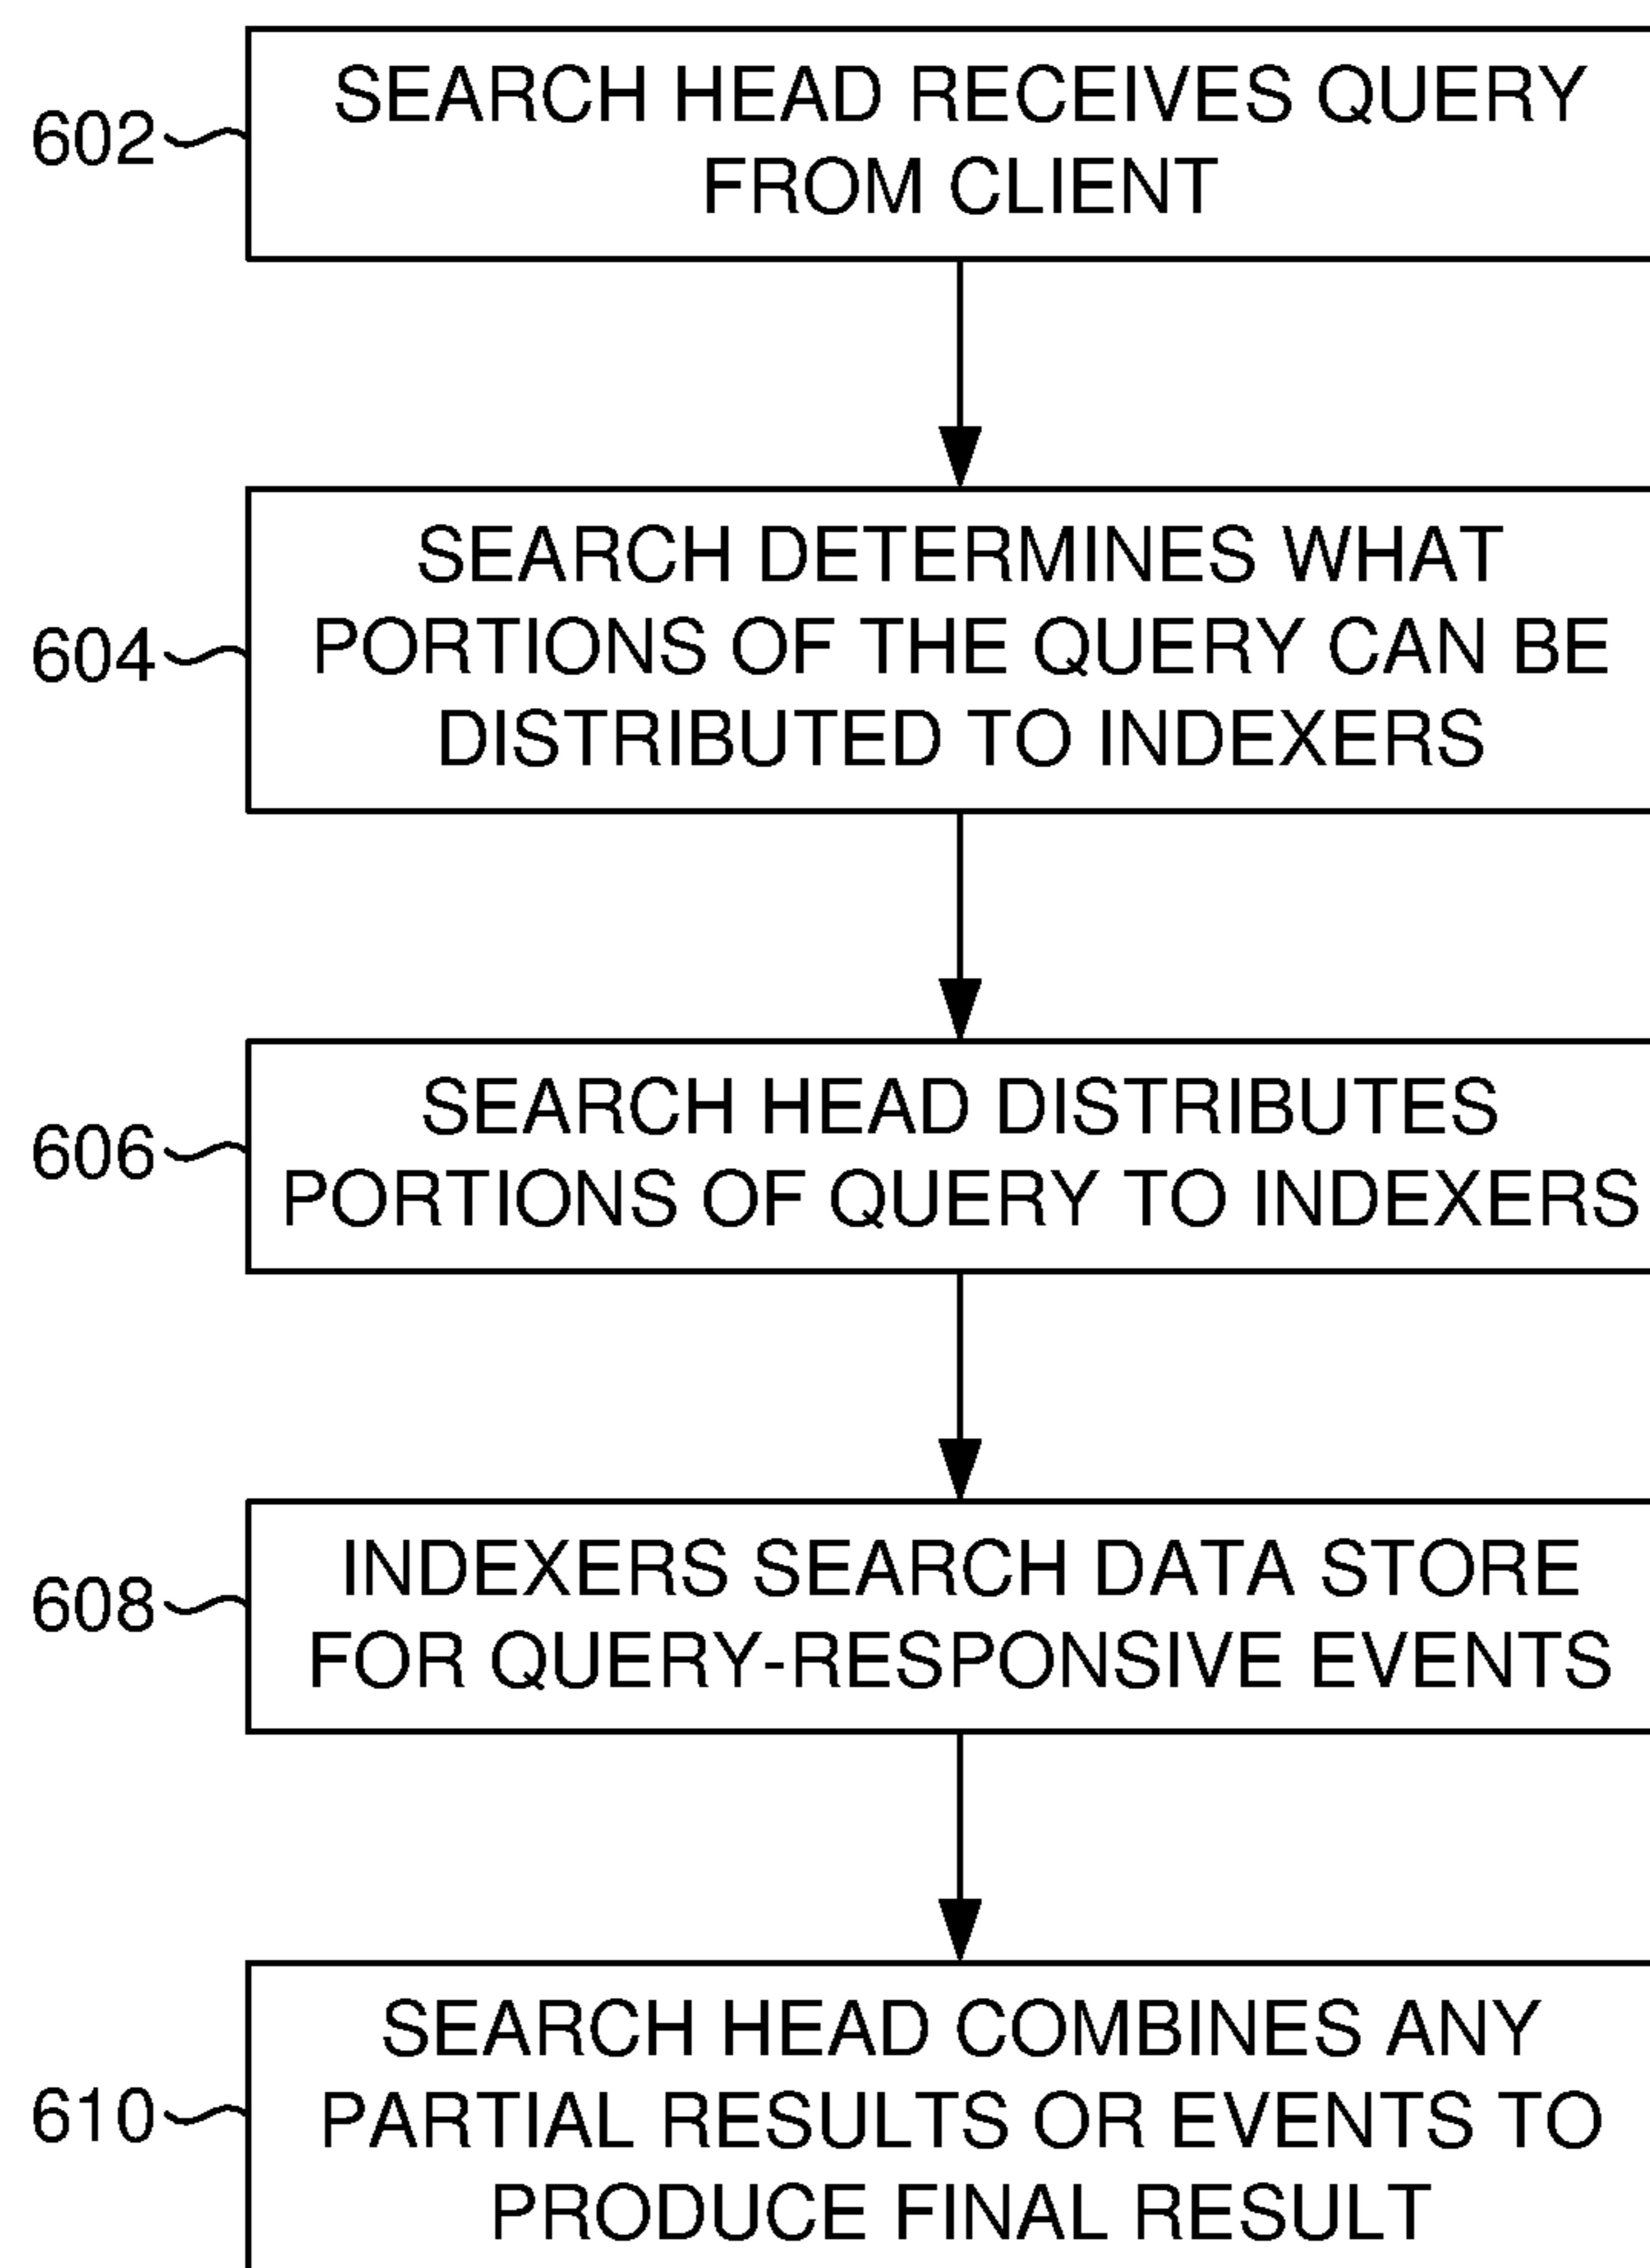 602
SEARCH HEAD RECEIVES QUERY
FROM CLIENT
604
SEARCH DETERMINES WHAT
PORTIONS OF THE QUERY CAN BE
DISTRIBUTED TO INDEXERS
606
SEARCH HEAD DISTRIBUTES
PORTIONS OF QUERY TO INDEXERS
608
INDEXERS SEARCH DATA STORE
FOR QUERY-RESPONSIVE EVENTS
610
SEARCH HEAD COMBINES ANY
PARTIAL RESULTS OR EVENTS TO
PRODUCE FINAL RESULT